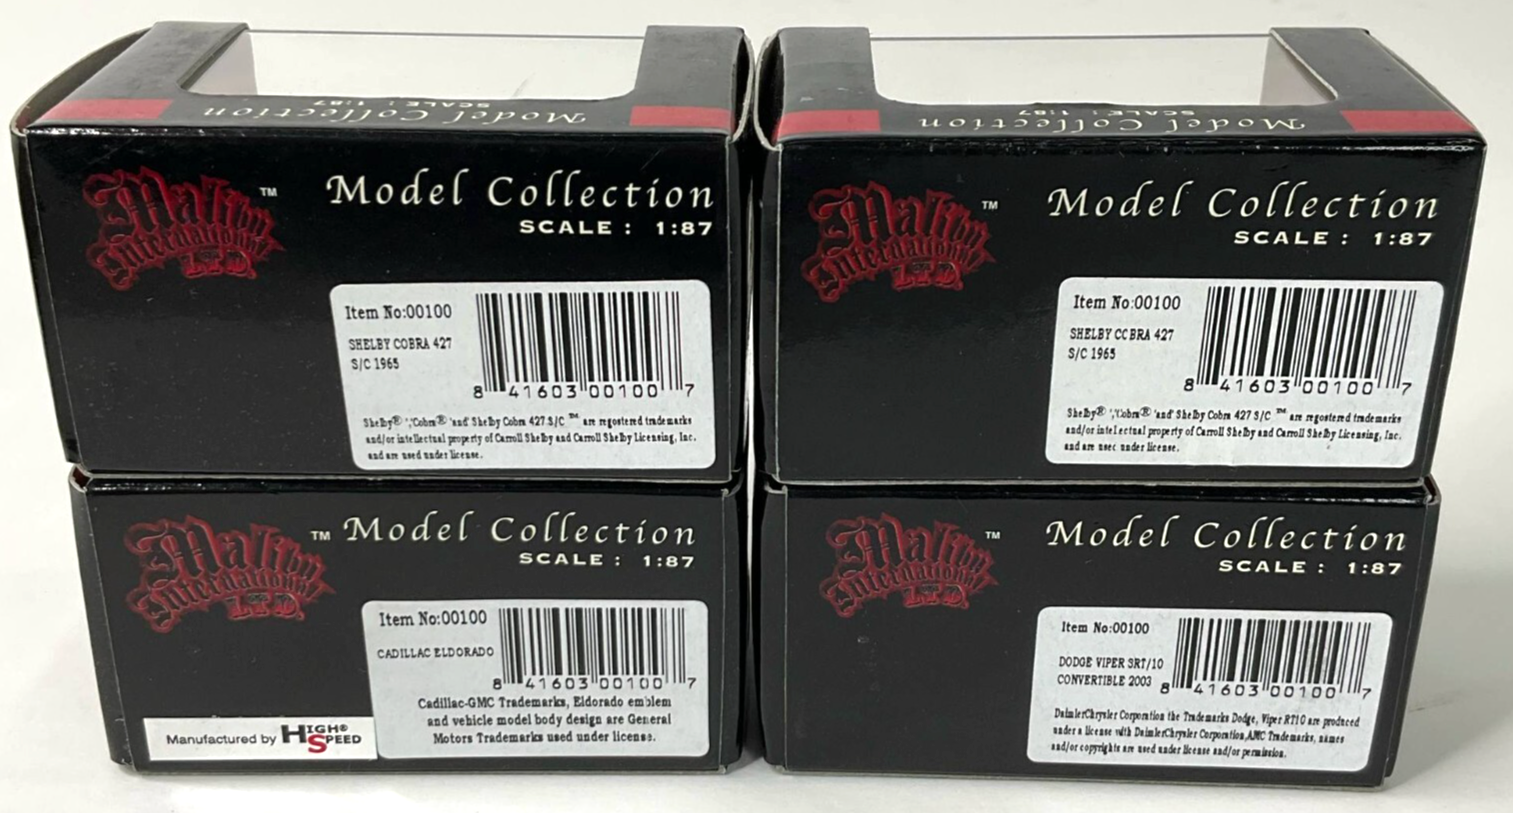 Model Collection
SCALE : 1:87
Malibu
International
LTD.
™
Model Collection
SCALE : 1:87
Item No:00100
SHELBY COBRA 427
S/C 1965
8 41603 00100 7
Shelby® ','Cobra® 'and' Shelby Cobra 427 S/C ™ are regostered trademarks
and/or intellectual property of Carroll Shelby and Carroll Shelby Licensing, Inc.
and are used under license.
Model Collection
SCALE : 1:87
Malibu
International
LTD.
™
Model Collection
SCALE : 1:87
Item No:00100
SHELBY COBRA 427
S/C 1965
8 41603 00100 7
Shelby® ','Cobra® 'and' Shelby Cobra 427 S/C ™ are regostered trademarks
and/or intelectual property of Carroll Shelby and Carroll Shelby Licensing, Inc.
and are used under license.
Malibu
International
LTD.
™
Model Collection
SCALE : 1:87
Item No:00100
CADILLAC ELDORADO
8 41603 00100 7
Cadillac-GMC Trademarks, Eldorado emblem
and vehicle model body design are General
Motors Trademarks used under license.
Manufactured by HIGH® SPEED
Malibu
International
LTD.
™
Model Collection
SCALE : 1:87
Item No:00100
DODGE VIPER SRT/10
CONVERTIBLE 2003
8 41603 00100 7
DaimlerChrysler Corporation the Trademarks Dodge, Viper RT10 are produced
under a License with DaimlerChrysler Corporation,AMC Trademarks, names
and/or copyrights are used under license and/or permission.